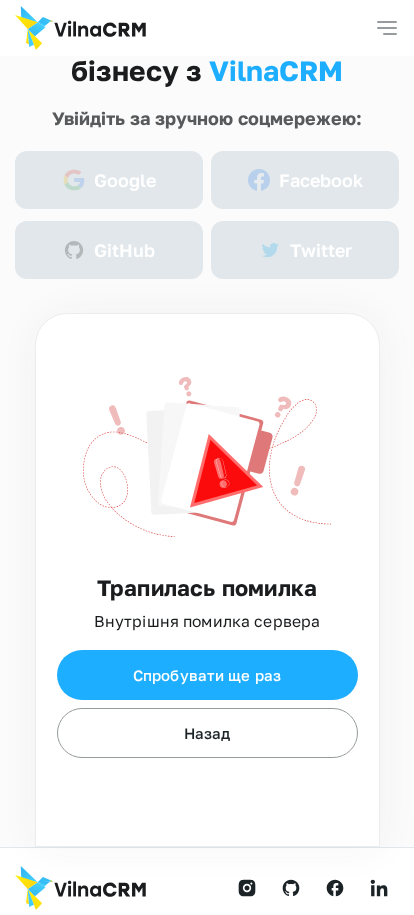 VilnaCRM
бізнесу з VilnaCRM
Увійдіть за зручною соцмережею:
Google
Facebook
GitHub
Twitter
Трапилась помилка
Внутрішня помилка сервера
Спробувати ще раз
Назад
VilnaCRM